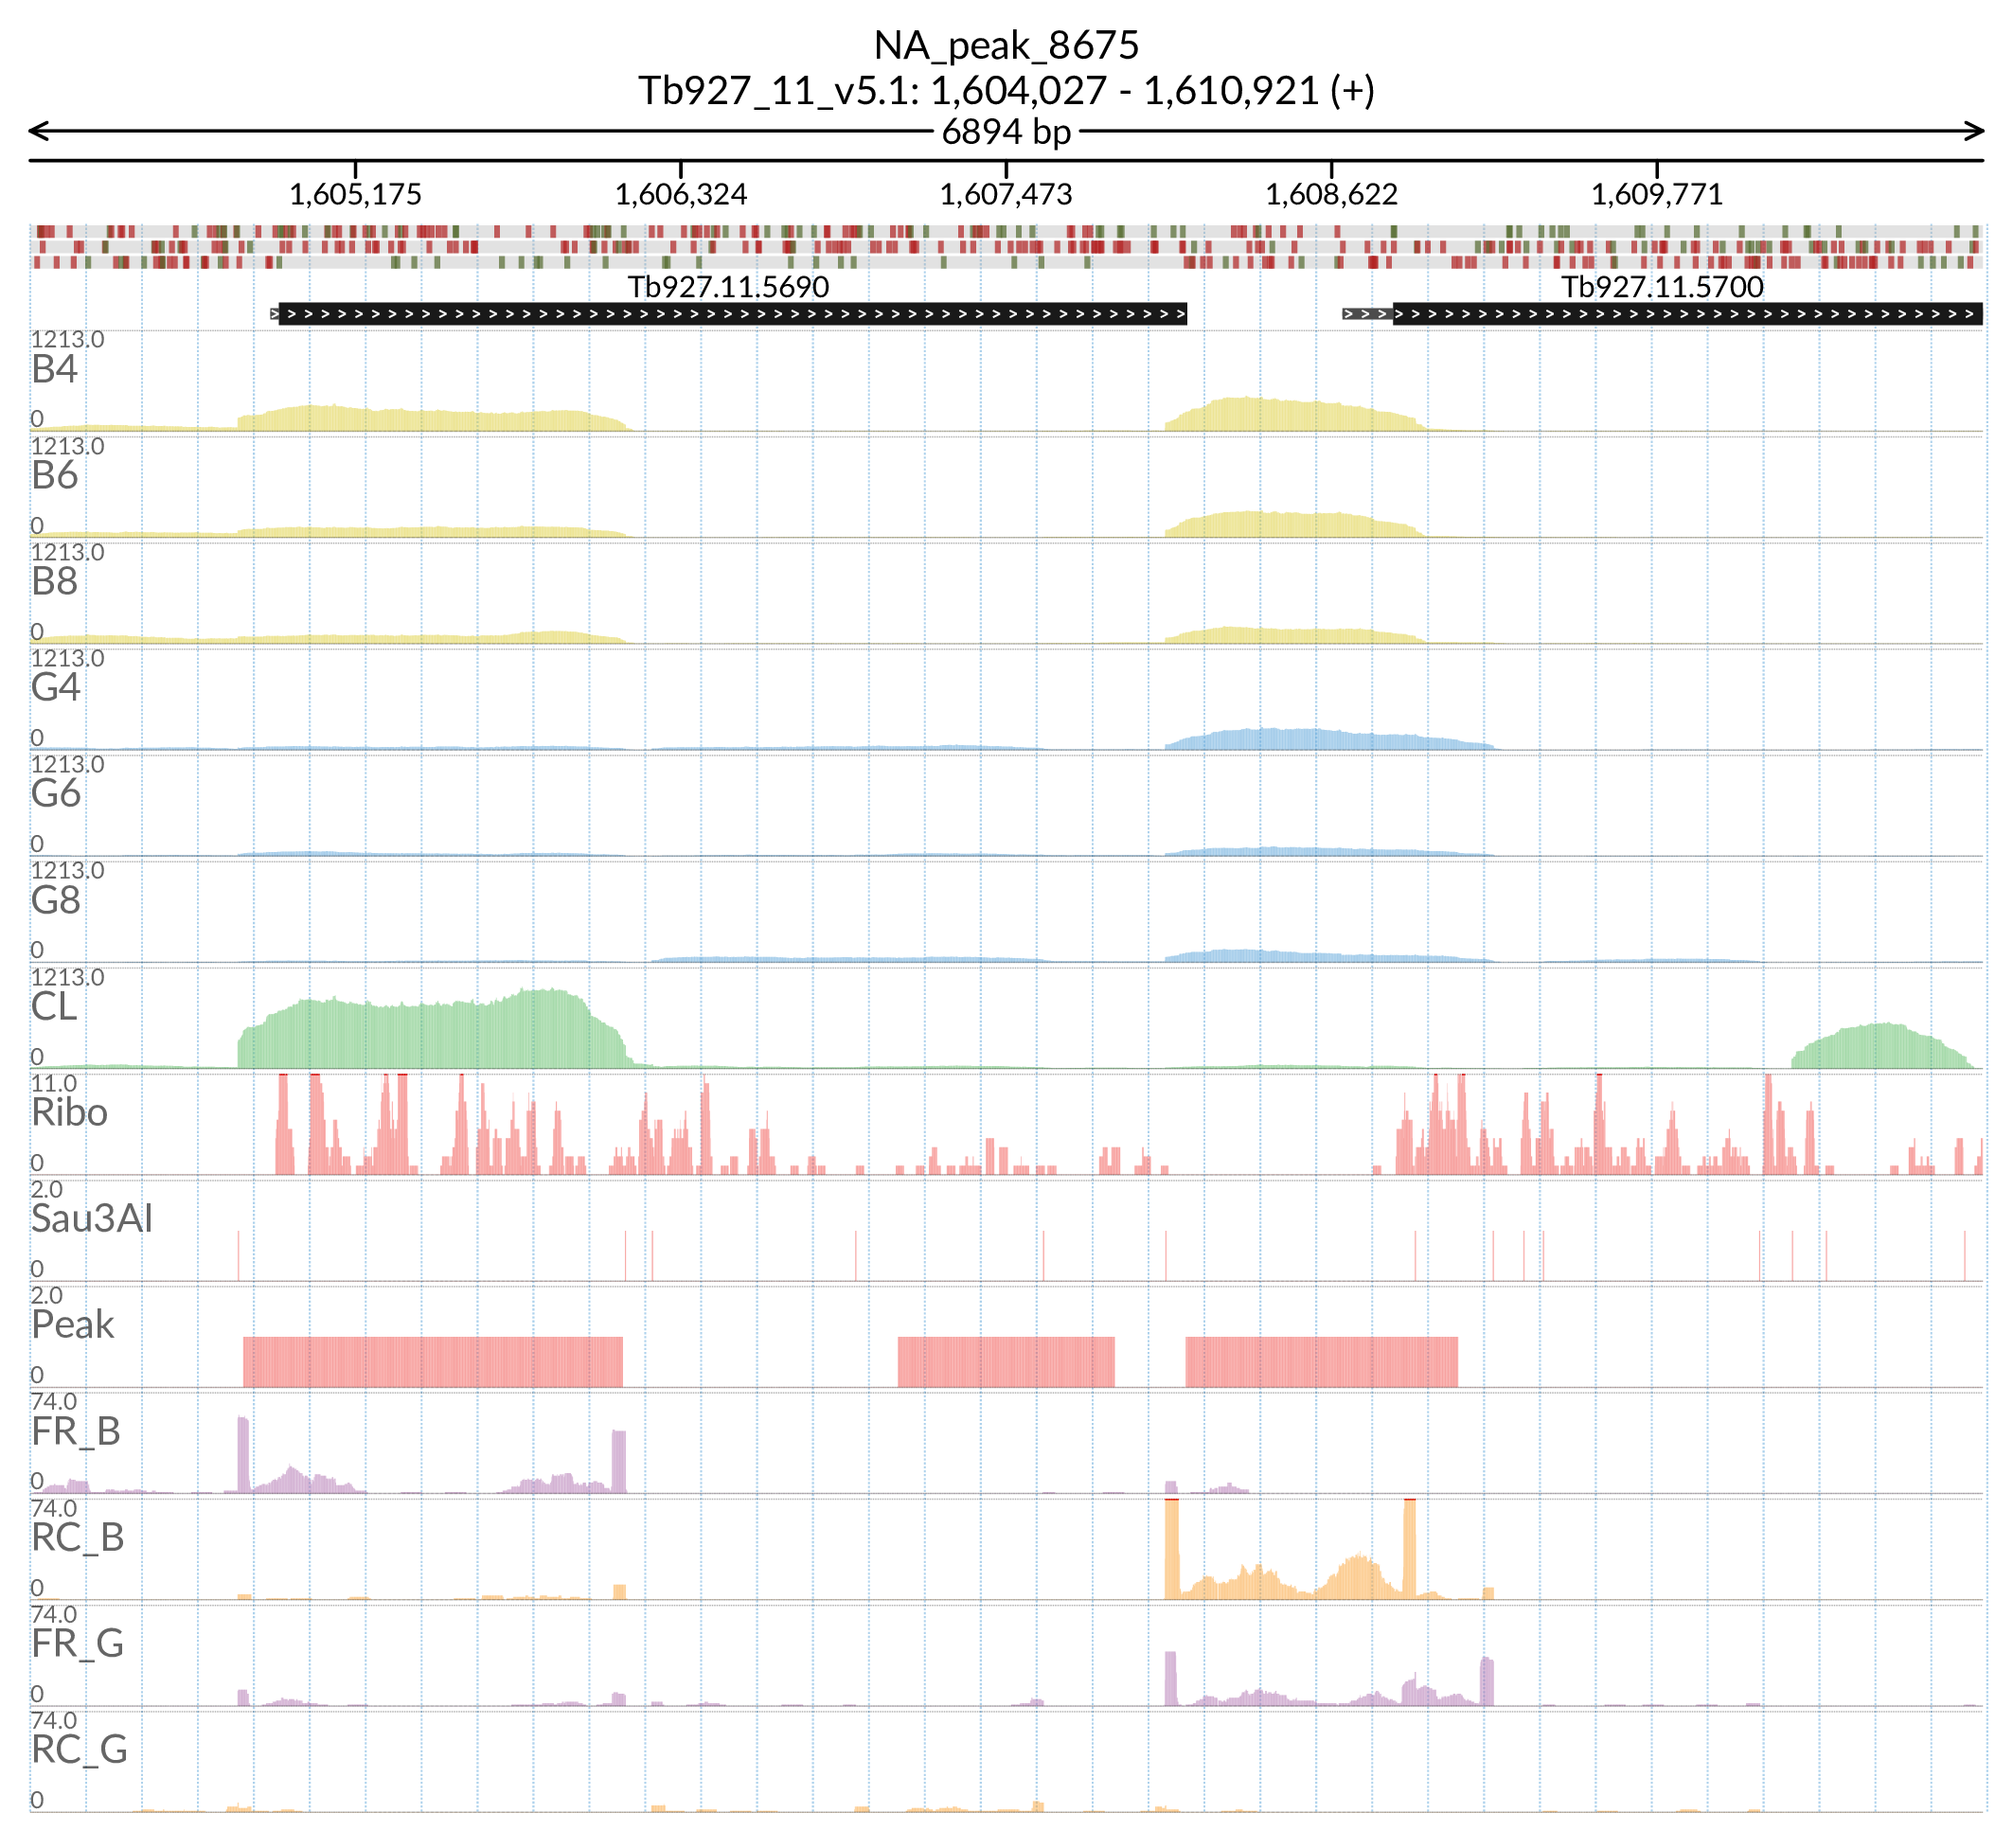 NA_peak_8675
Tb927_11_v5.1: 1,604,027 - 1,610,921 (+)
6894 bp
1,605,175 1,606,324 1,607,473 1,608,622 1,609,771
Tb927.11.5690 Tb927.11.5700
1213.0
B4
0
1213.0
B6
0
1213.0
B8
0
1213.0
G4
0
1213.0
G6
0
1213.0
G8
0
1213.0
CL
0
11.0
Ribo
0
2.0
Sau3AI
0
2.0
Peak
0
74.0
FR_B
0
74.0
RC_B
0
74.0
FR_G
0
74.0
RC_G
0